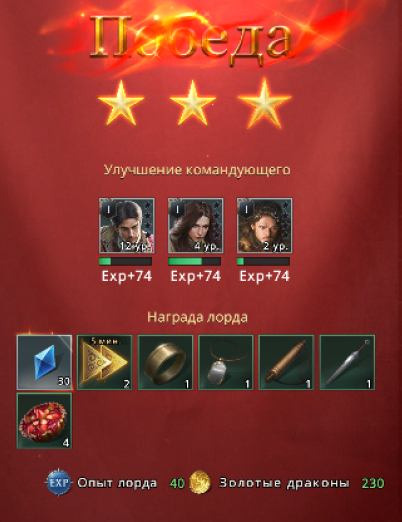 Победа
Улучшение командующего
I I I
12 ур. 4 ур. 2 ур.
Exp+74 Exp+74 Exp+74
Награда лорда
5 мин.
30 2 1 1 1 1
4
EXP Опыт лорда 40 Золотые драконы 230